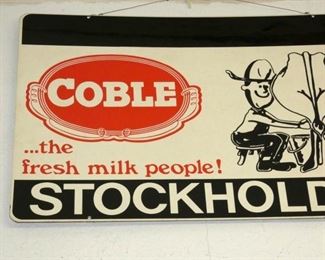 COBLE
...the
fresh milk people!
STOCKHOLD